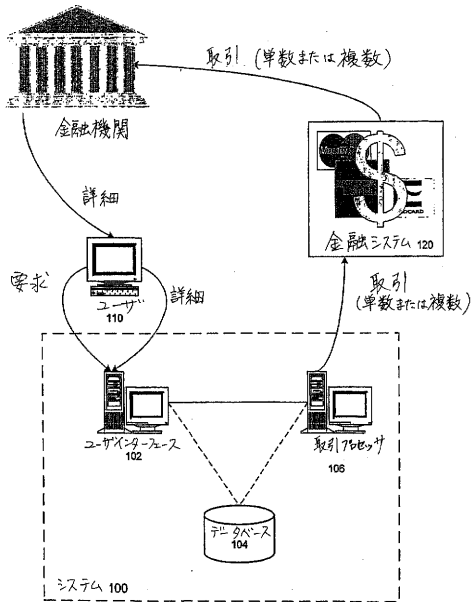 取引 (単数または複数)
金融機関
詳細
金融システム 120
要求
詳細
ユーザ
110
取引
(単数または複数)
ユーザインターフェース
102
取引プロセッサ
106
データベース
104
システム 100